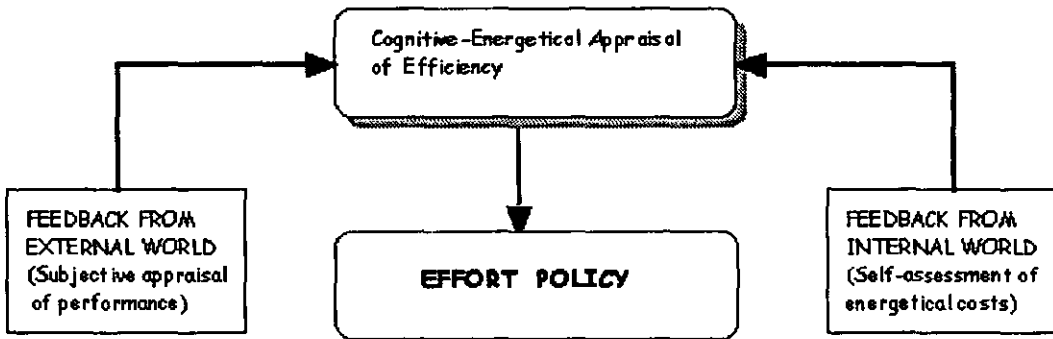 Cognitive-Energetical Appraisal
of Efficiency
FEEDBACK FROM
EXTERNAL WORLD
(Subjective appraisal
of performance)
EFFORT POLICY
FEEDBACK FROM
INTERNAL WORLD
(Self-assessment of
energetical costs)